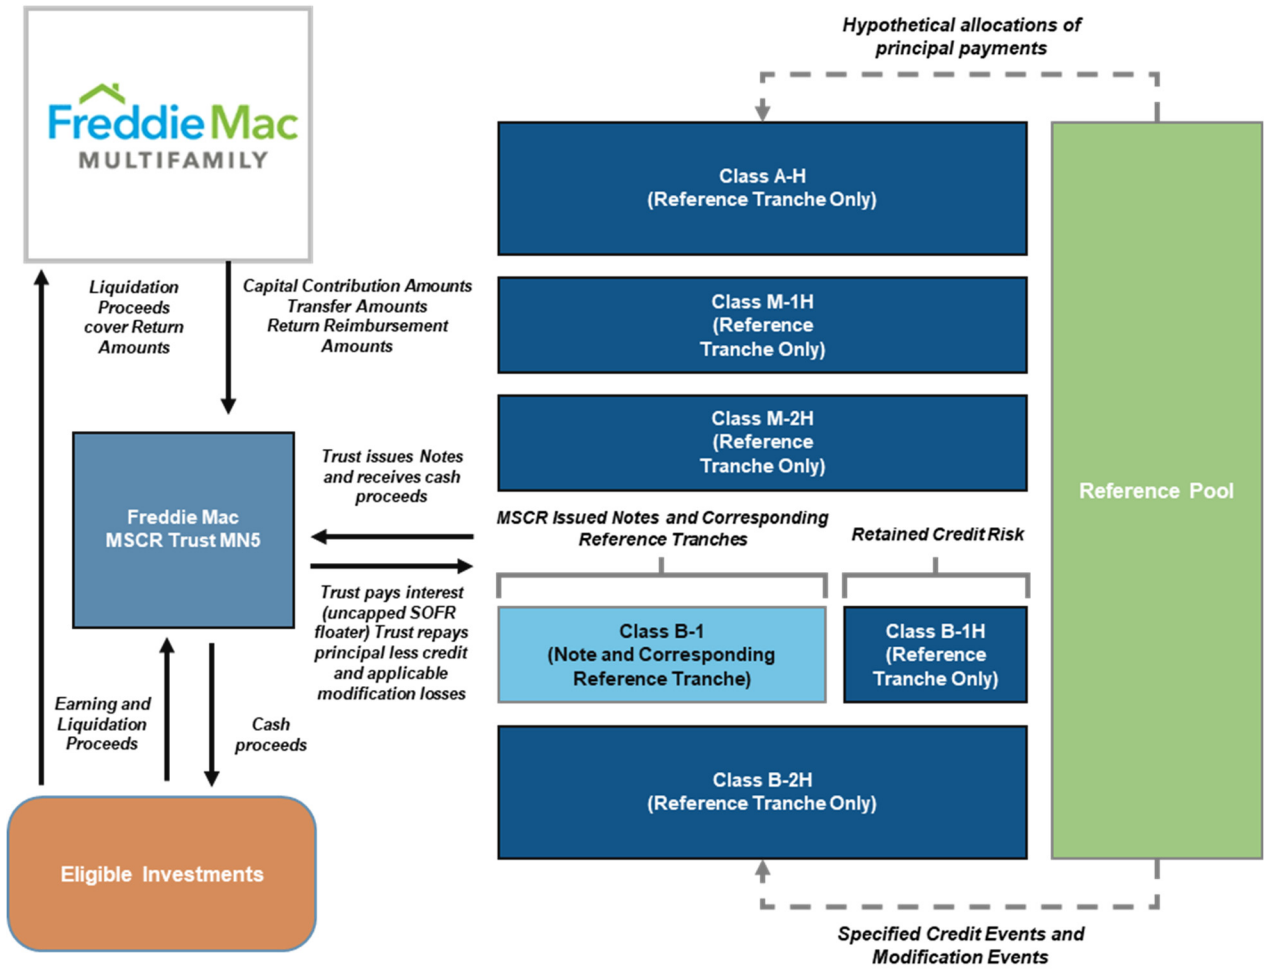 Hypothetical allocations of
principal payments
Freddie Mac
MULTIFAMILY
Class A-H
(Reference Tranche Only)
Liquidation
Proceeds
cover Return
Amounts
Capital Contribution Amounts
Transfer Amounts
Return Reimbursement
Amounts
Class M-1H
(Reference
Tranche Only)
Class M-2H
(Reference
Tranche Only)
Reference Pool
Freddie Mac
MSCR Trust MN5
Trust issues Notes
and receives cash
proceeds
MSCR Issued Notes and Corresponding
Reference Tranches
Retained Credit Risk
Trust pays interest
(uncapped SOFR
floater) Trust repays
principal less credit
and applicable
modification losses
Class B-1
(Note and Corresponding
Reference Tranche)
Class B-1H
(Reference
Tranche Only)
Earning and
Liquidation
Proceeds
Cash
proceeds
Class B-2H
(Reference Tranche Only)
Eligible Investments
Specified Credit Events and
Modification Events